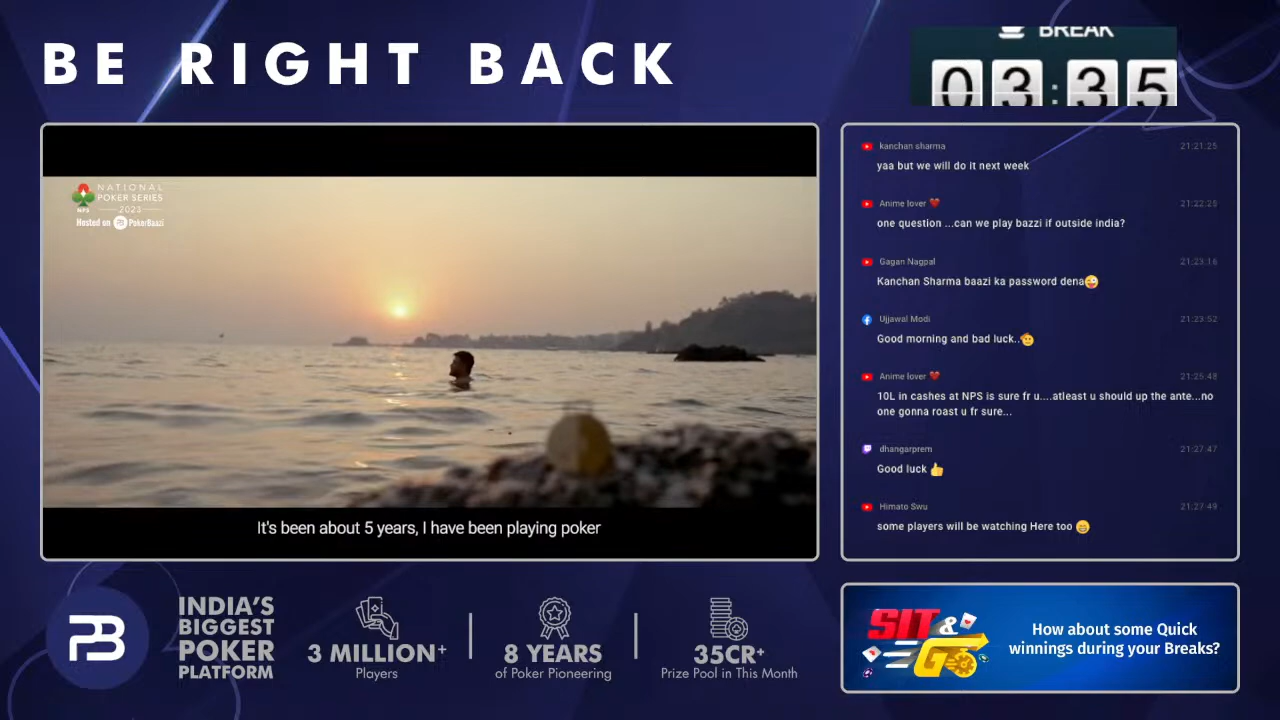 BE RIGHT BACK
BREAK
03:35
NATIONAL
POKER SERIES
2023
NPS
Hosted on PokerBaazi
It's been about 5 years, I have been playing poker
kanchan sharma 21:21:25
yaa but we will do it next week
Anime lover ❤️ 21:22:25
one question ...can we play bazzi if outside india?
Gagan Nagpal 21:23:16
Kanchan Sharma baazi ka password dena😜
Ujjawal Modi 21:23:52
Good morning and bad luck..🫡
Anime lover ❤️ 21:25:48
10L in cashes at NPS is sure fr u....atleast u should up the ante...no
one gonna roast u fr sure...
dhangarprem 21:27:47
Good luck 👍
Himato Swu 21:27:49
some players will be watching Here too 😄
PB
INDIA'S
BIGGEST
POKER
PLATFORM
3 MILLION+
Players
8 YEARS
of Poker Pioneering
35CR+
Prize Pool in This Month
SIT &
GO
How about some Quick
winnings during your Breaks?